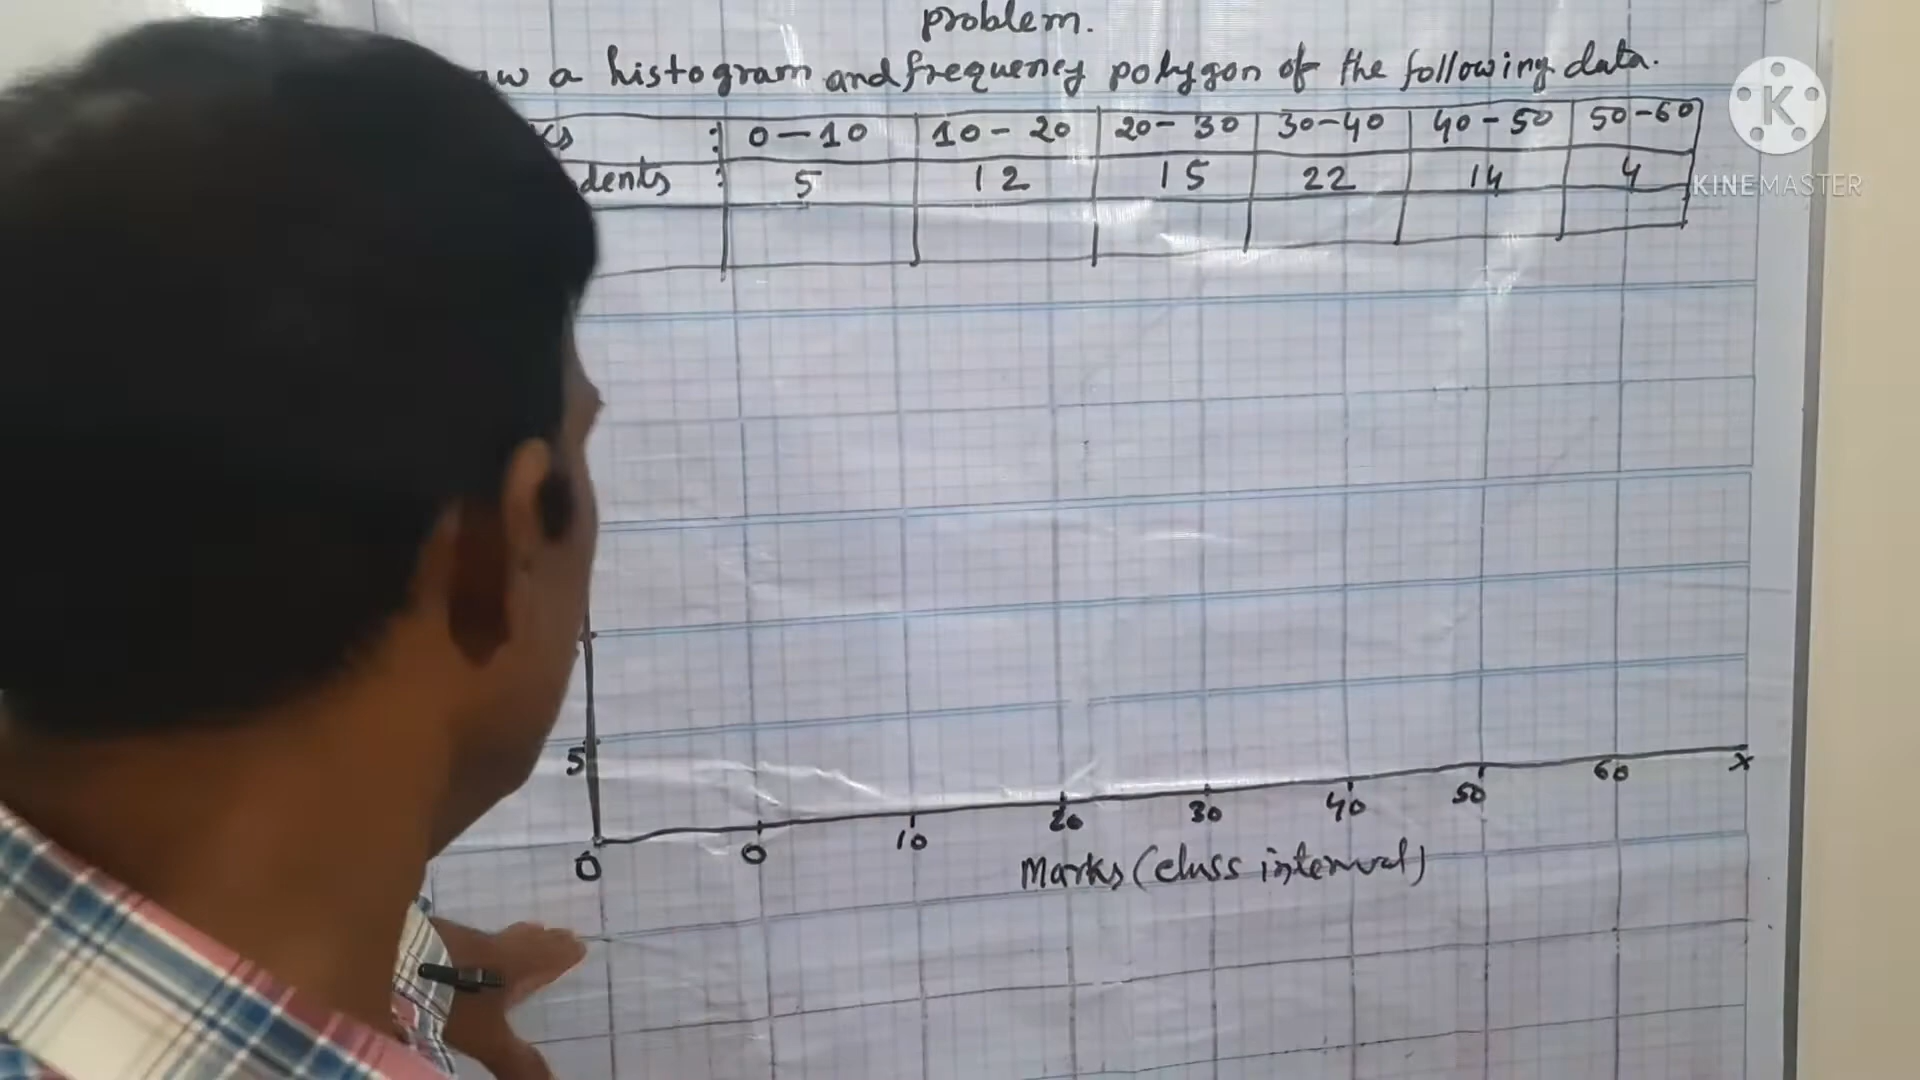 problem.
a histogram and frequency polygon of the following data.
: 0-10 10-20 20-30 30-40 40-50 50-60
: 5 12 15 22 14 4
K
KINEMASTER
5
60 X
0 0 10 20 30 40 50
Marks (class interval)